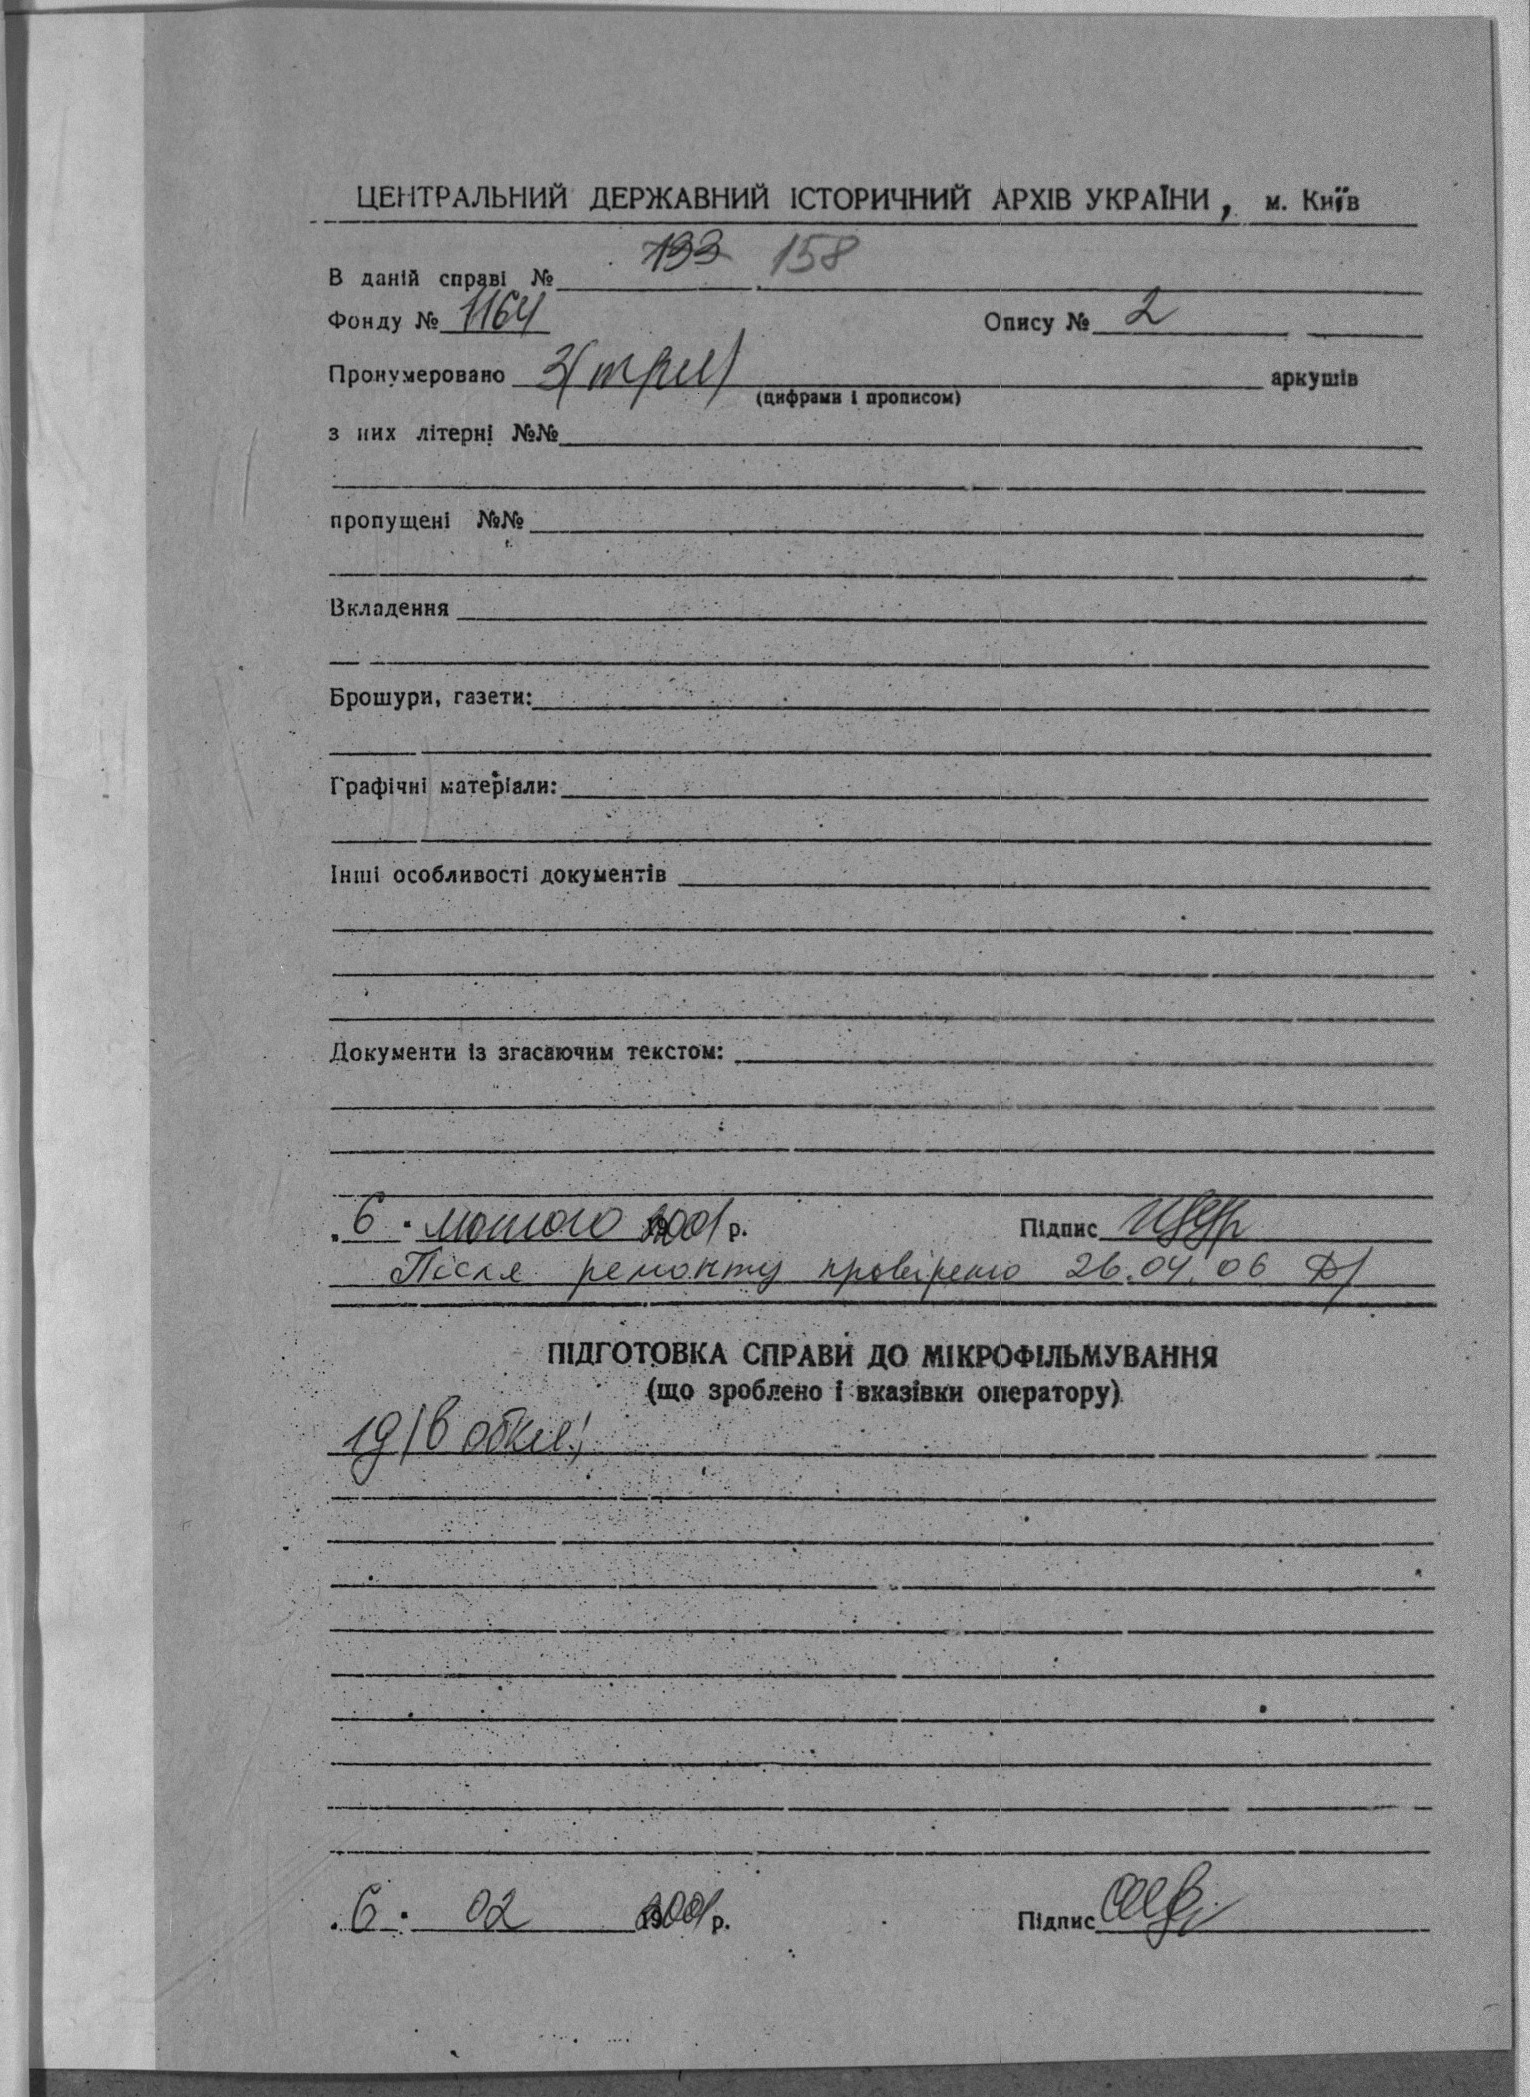 ЦЕНТРАЛЬНИЙ ДЕРЖАВНИЙ ІСТОРИЧНИЙ АРХІВ УКРАЇНИ, м. Київ
В даній справі № 133 158
Фонду № 1164 Опису № 2
Пронумеровано 3(три) аркушів
(цифрами і прописом)
з них літерні №№
пропущені №№
Вкладення
Брошури, газети:
Графічні матеріали:
Інші особливості документів
Документи із згасаючим текстом:
6 лютого 2001 р. Підпис
Після ремонту провірено 26.04.06
ПІДГОТОВКА СПРАВИ ДО МІКРОФІЛЬМУВАННЯ
(що зроблено і вказівки оператору)
6 02 2001 р. Підпис